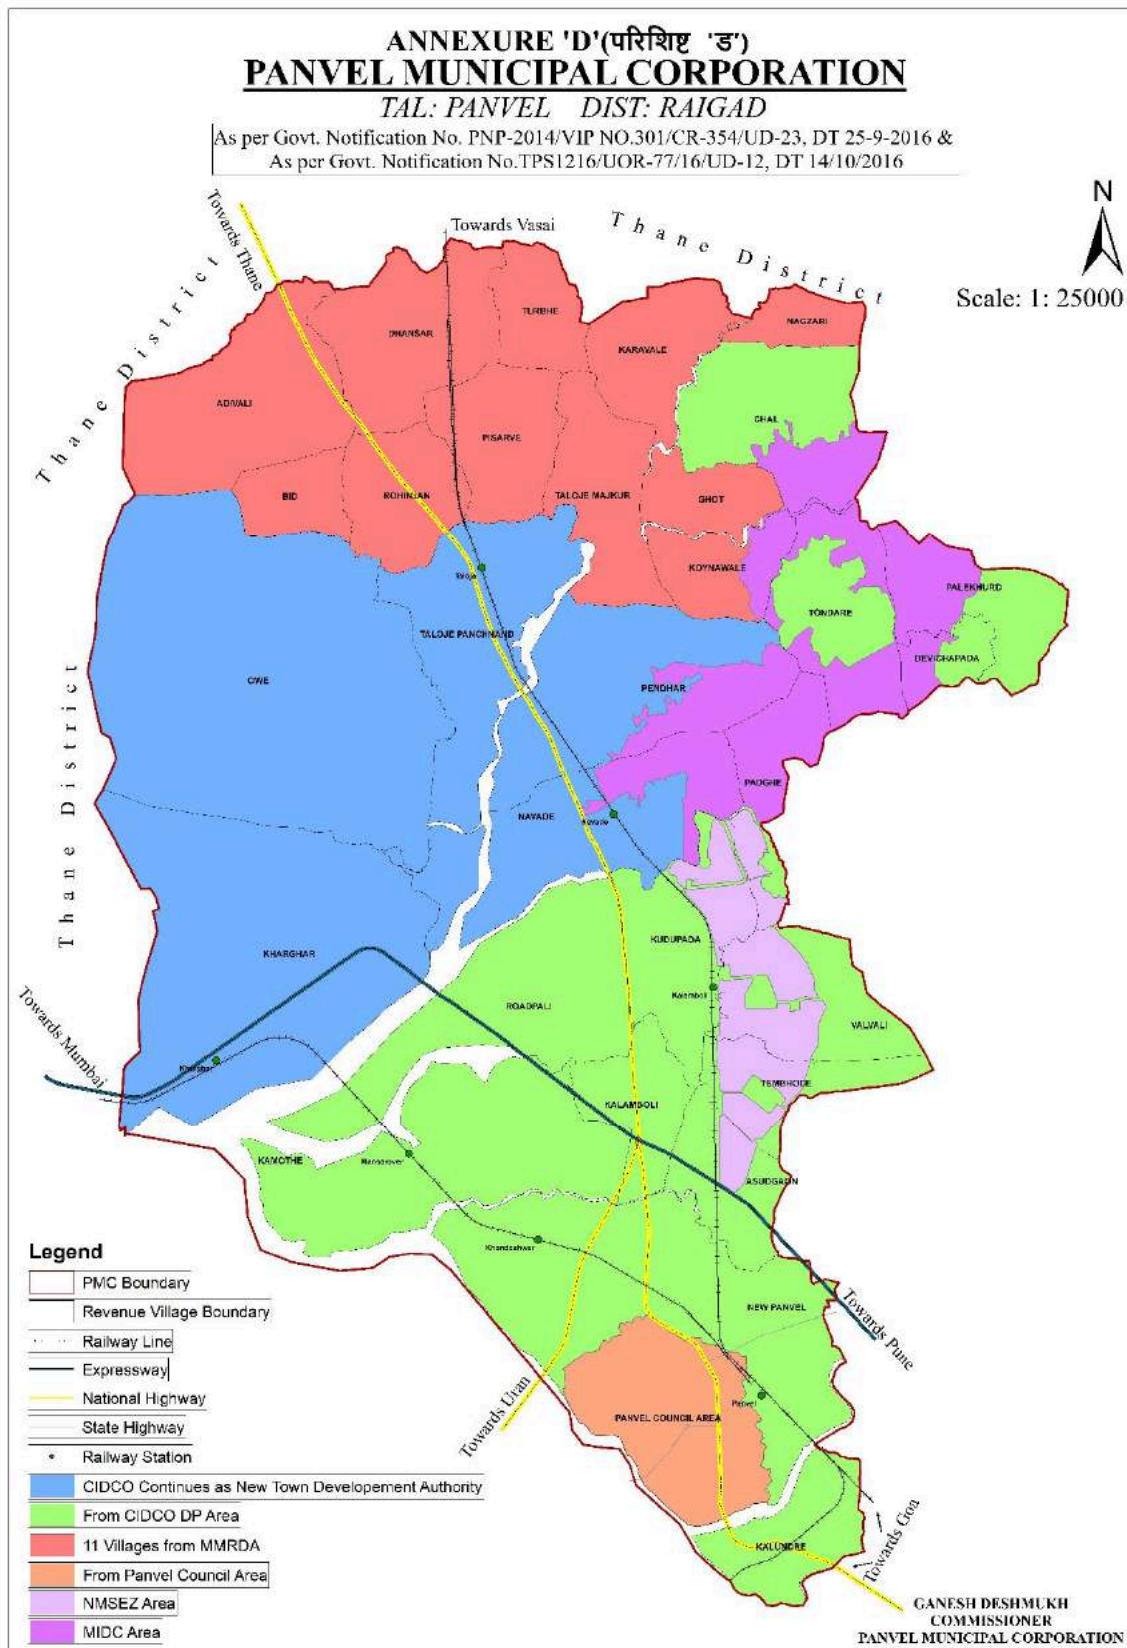 ANNEXURE 'D'(परिशिष्ट 'ड')
PANVEL MUNICIPAL CORPORATION
TAL: PANVEL DIST: RAIGAD
As per Govt. Notification No. PNP-2014/VIP NO.301/CR-354/UD-23, DT 25-9-2016 &
As per Govt. Notification No.TPS1216/UOR-77/16/UD-12, DT 14/10/2016
N
Scale: 1: 25000
Towards Thane
Towards Vasai
Thane District
Thane District
Thane District
NAGZARI
TURBHE
DHANSAR
KARAVALE
ADIVALI
CHAL
PISARVE
BID
ROHINJAN
TALOJE MAJKUR
GHOT
KOYNAWALE
Taloja
PALEKHURD
TONDARE
TALOJE PANCHNAND
DEVICHAPADA
OWE
PENDHAR
PADGHE
NAVADE
Navade
KUDUPADA
KHARGHAR
Kalamboli
ROADPALI
VALVALI
Towards Mumbai
Kharghar
TEMBHODE
KALAMBOLI
KAMOTHE
Mansarovar
ASUDGAON
Khandeshwar
NEW PANVEL
Towards Pune
Towards Uran
Panvel
PANVEL COUNCIL AREA
Towards Goa
KALUNDRE
Legend
PMC Boundary
Revenue Village Boundary
Railway Line
Expressway
National Highway
State Highway
Railway Station
CIDCO Continues as New Town Developement Authority
From CIDCO DP Area
11 Villages from MMRDA
From Panvel Council Area
NMSEZ Area
MIDC Area
GANESH DESHMUKH
COMMISSIONER
PANVEL MUNICIPAL CORPORATION